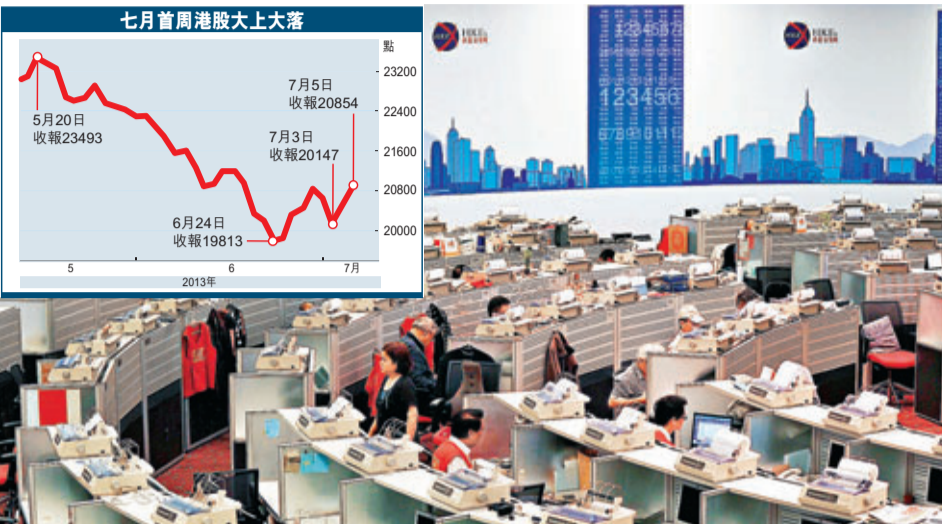 七月首周港股大上大落
點
23200
22400
21600
20800
20000
5月20日
收報23493
6月24日
收報19813
7月3日
收報20147
7月5日
收報20854
5
6
7月
2013年
123456